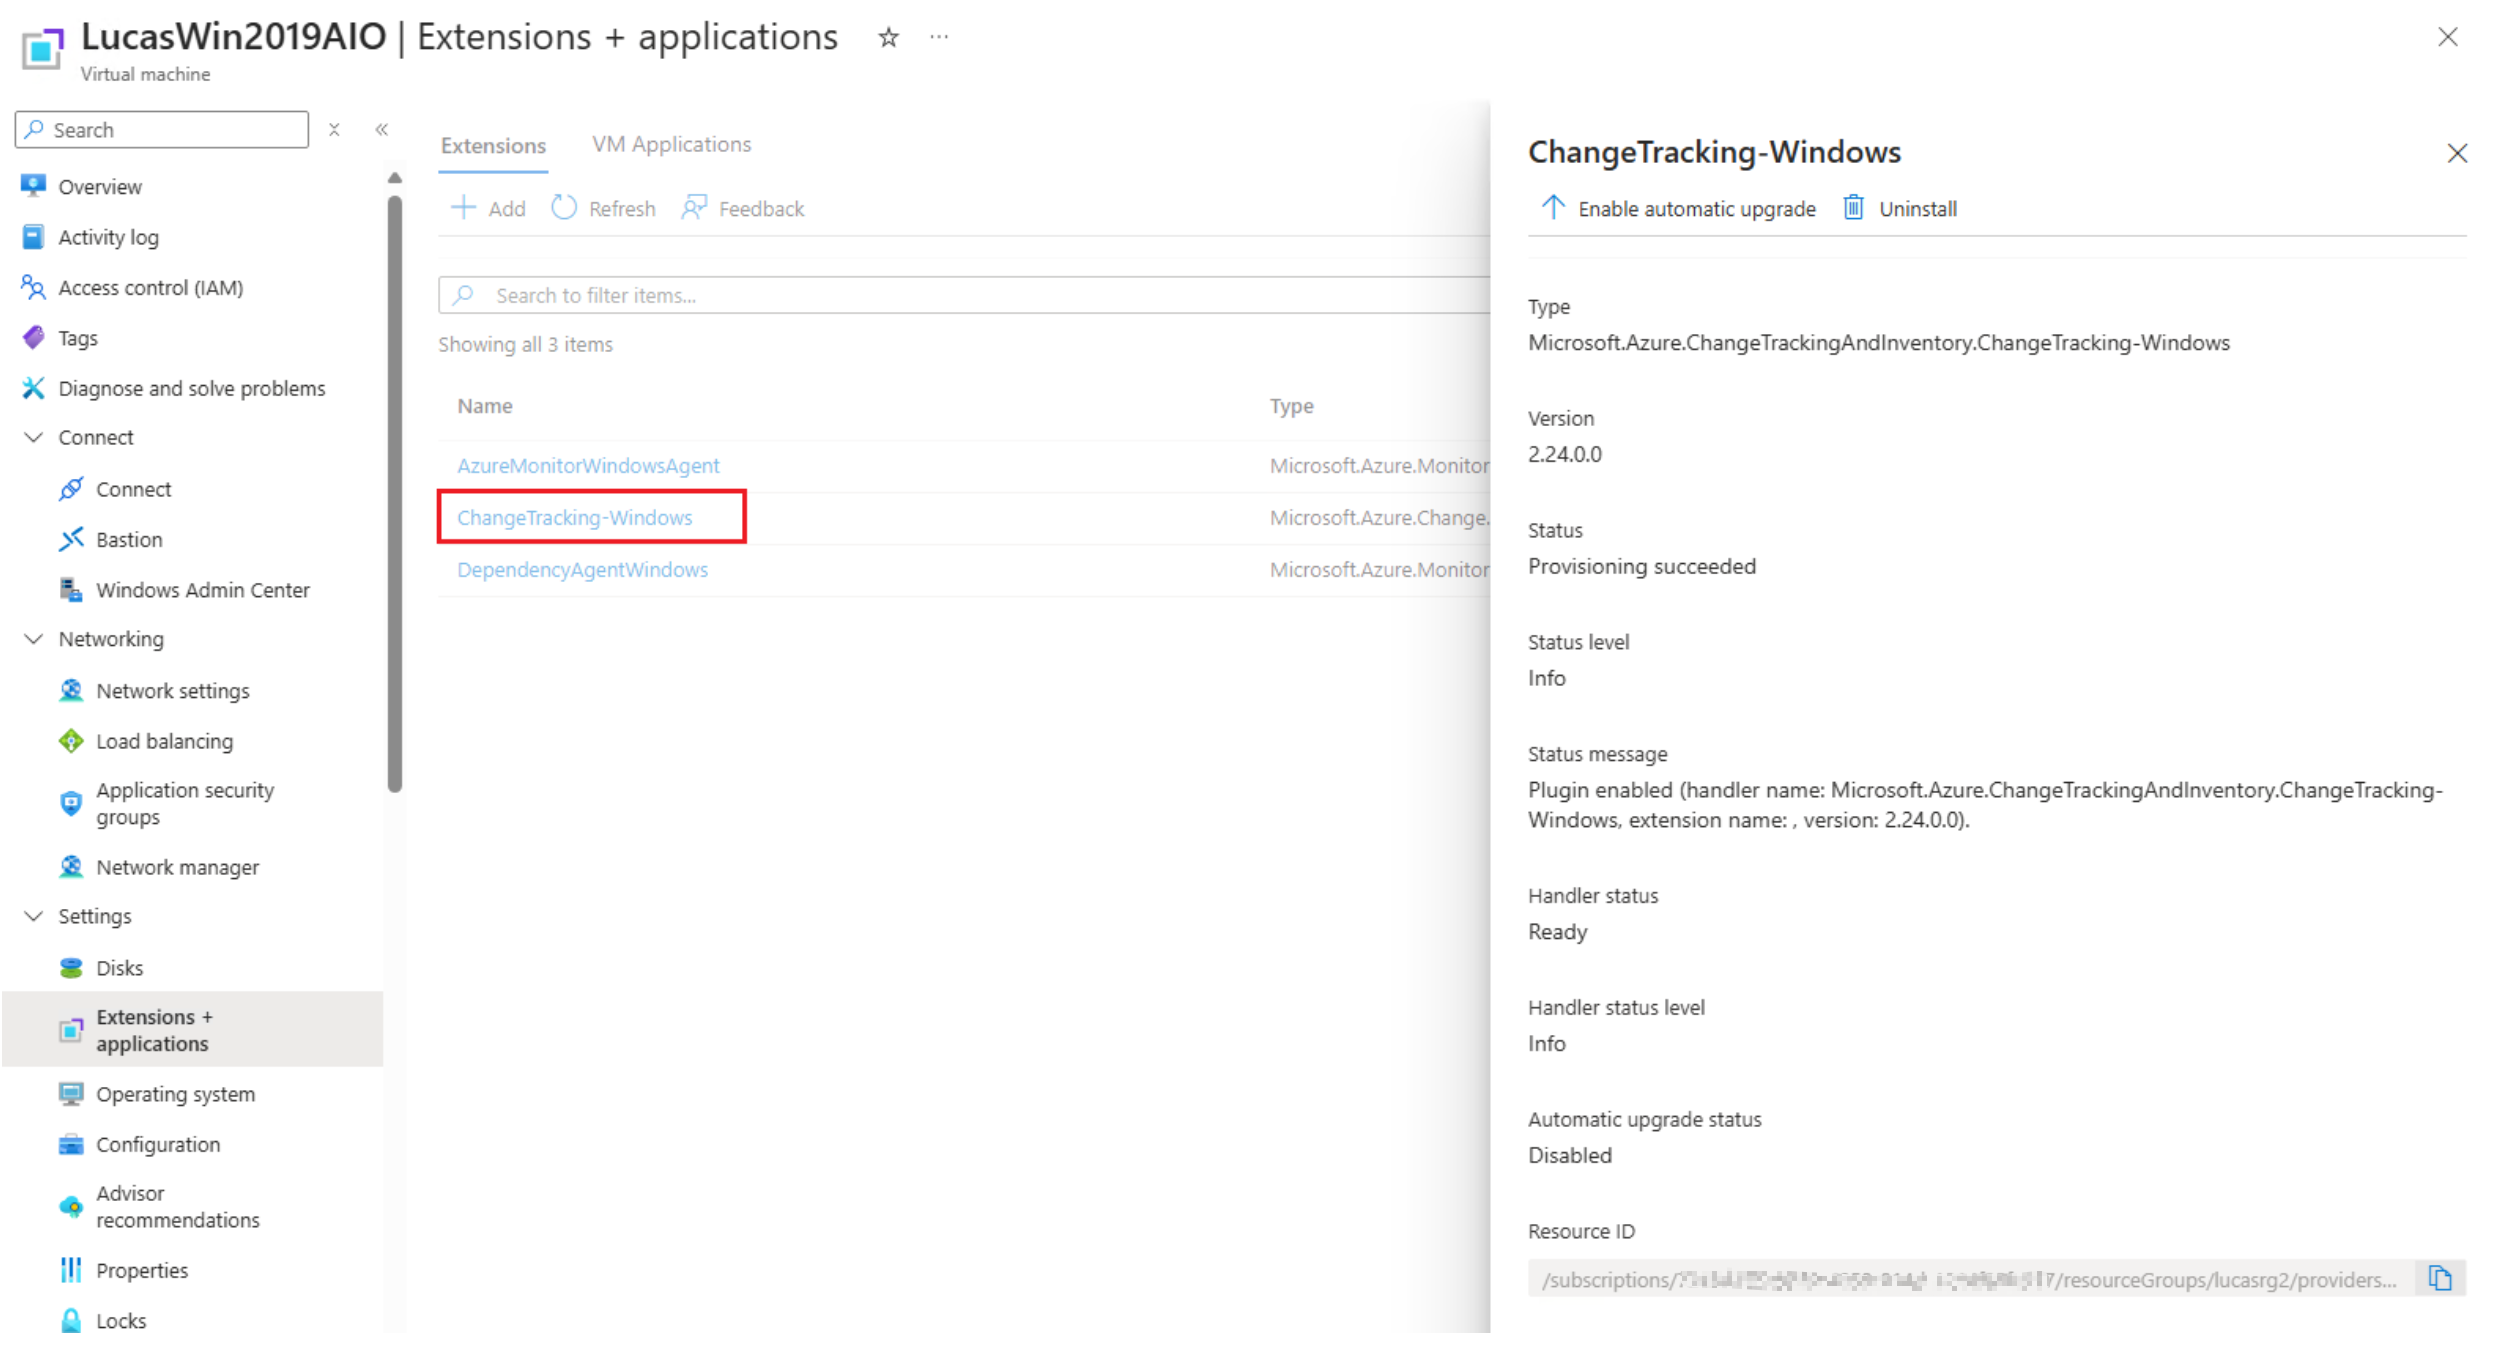 LucasWin2019AIO | Extensions + applications
Virtual machine
Search
Overview
Activity log
Access control (IAM)
Tags
Diagnose and solve problems
Connect
Connect
Bastion
Windows Admin Center
Networking
Network settings
Load balancing
Application security
groups
Network manager
Settings
Disks
Extensions +
applications
Operating system
Configuration
Advisor
recommendations
Properties
Locks
Extensions VM Applications
Add Refresh Feedback
Search to filter items...
Showing all 3 items
Name Type
AzureMonitorWindowsAgent Microsoft.Azure.Monitor
ChangeTracking-Windows Microsoft.Azure.Change.
DependencyAgentWindows Microsoft.Azure.Monitor
ChangeTracking-Windows
Enable automatic upgrade Uninstall
Type
Microsoft.Azure.ChangeTrackingAndInventory.ChangeTracking-Windows
Version
2.24.0.0
Status
Provisioning succeeded
Status level
Info
Status message
Plugin enabled (handler name: Microsoft.Azure.ChangeTrackingAndInventory.ChangeTracking-
Windows, extension name: , version: 2.24.0.0).
Handler status
Ready
Handler status level
Info
Automatic upgrade status
Disabled
Resource ID
/subscriptions/ 7/resourceGroups/lucasrg2/providers...